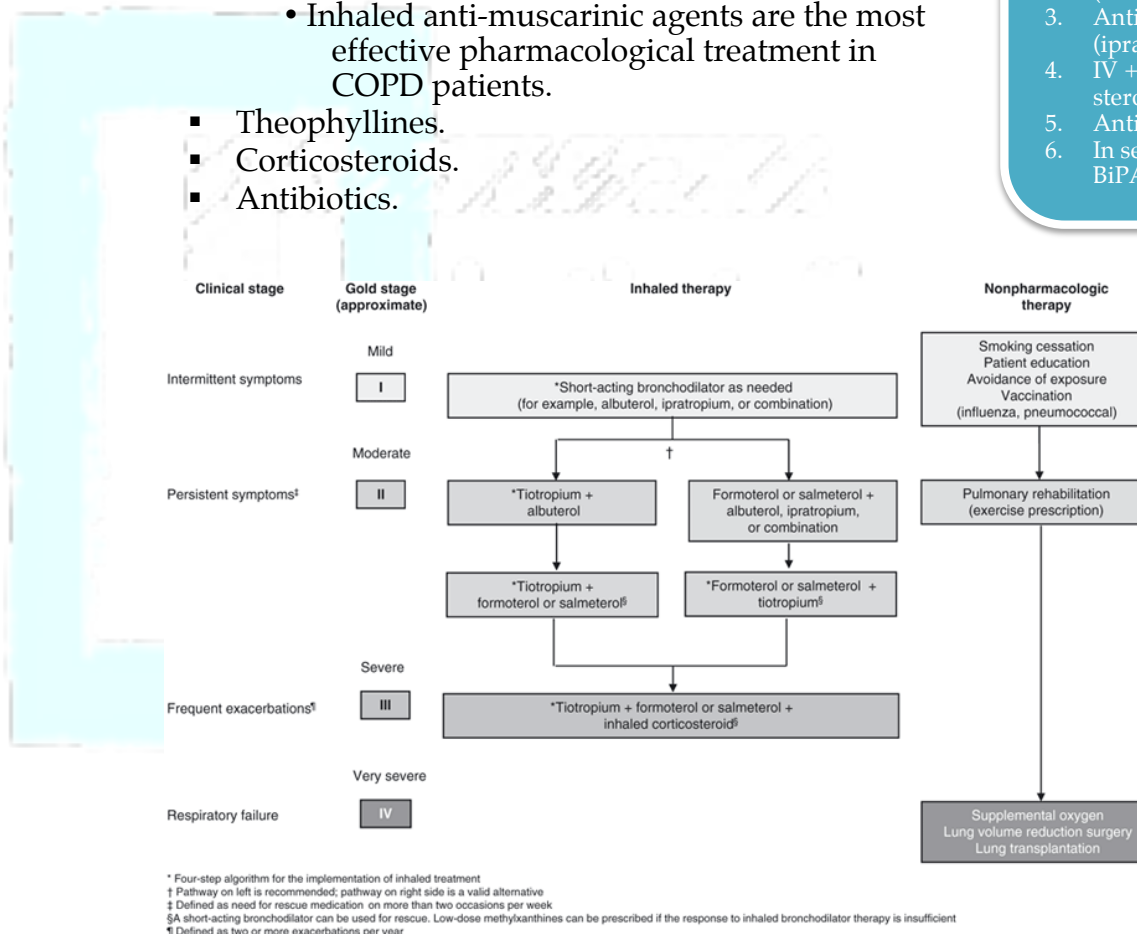 • Inhaled anti-muscarinic agents are the most
effective pharmacological treatment in
COPD patients.
▪ Theophyllines.
▪ Corticosteroids.
▪ Antibiotics.
3. Anti
(ipra
4. IV +
stero
5. Anti
6. In se
BiPA
Clinical stage
Gold stage
(approximate)
Inhaled therapy
Nonpharmacologic
therapy
Mild
Intermittent symptoms
I
*Short-acting bronchodilator as needed
(for example, albuterol, ipratropium, or combination)
Smoking cessation
Patient education
Avoidance of exposure
Vaccination
(influenza, pneumococcal)
†
Moderate
Persistent symptoms‡
II
*Tiotropium +
albuterol
Formoterol or salmeterol +
albuterol, ipratropium,
or combination
Pulmonary rehabilitation
(exercise prescription)
*Tiotropium +
formoterol or salmeterol§
*Formoterol or salmeterol +
tiotropium§
Severe
Frequent exacerbations¶
III
*Tiotropium + formoterol or salmeterol +
inhaled corticosteroid§
Very severe
Respiratory failure
IV
Supplemental oxygen
Lung volume reduction surgery
Lung transplantation
* Four-step algorithm for the implementation of inhaled treatment
† Pathway on left is recommended; pathway on right side is a valid alternative
‡ Defined as need for rescue medication on more than two occasions per week
§A short-acting bronchodilator can be used for rescue. Low-dose methylxanthines can be prescribed if the response to inhaled bronchodilator therapy is insufficient
¶ Defined as two or more exacerbations per year